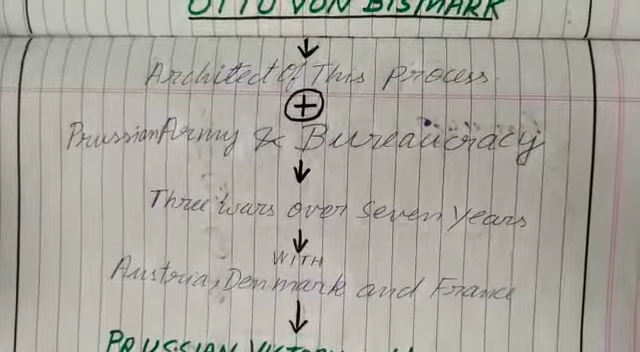 OTTO VON BISMARK
Architect Of This Process.
+
Prussian Army & Bureaucracy
Three wars over Seven Years
WITH
Austria, Denmark and France
PRUSSIAN VICTORY